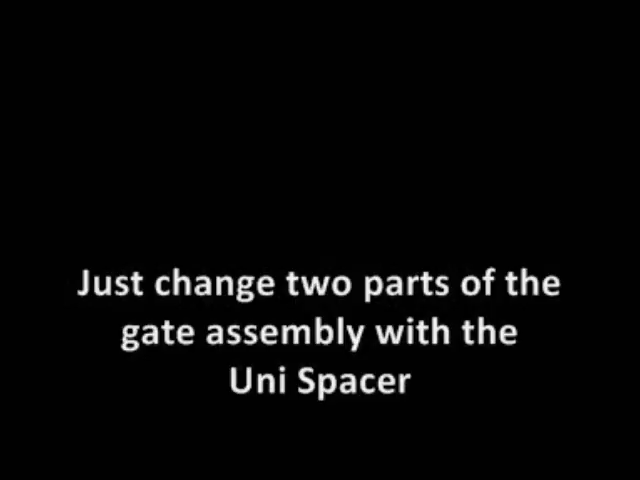 Just change two parts of the
gate assembly with the
Uni Spacer